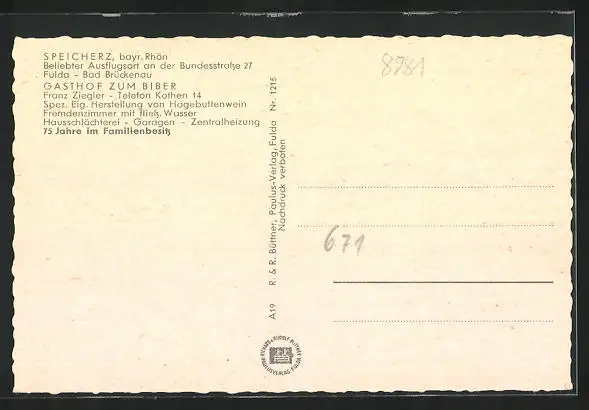 SPEICHERZ, bayr. Rhön
Beliebter Ausflugsort an der Bundesstraße 27
Fulda - Bad Brückenau
GASTHOF ZUM BIBER
Franz Ziegler - Telefon Kothen 14
Spez. Eig. Herstellung von Hagebuttenwein
Fremdenzimmer mit fließ. Wasser
Hausschlächterei - Garagen - Zentralheizung
75 Jahre im Familienbesitz
A19 R. & R. Büttner, Paulus-Verlag, Fulda Nr. 1215
Nachdruck verboten
8781
671